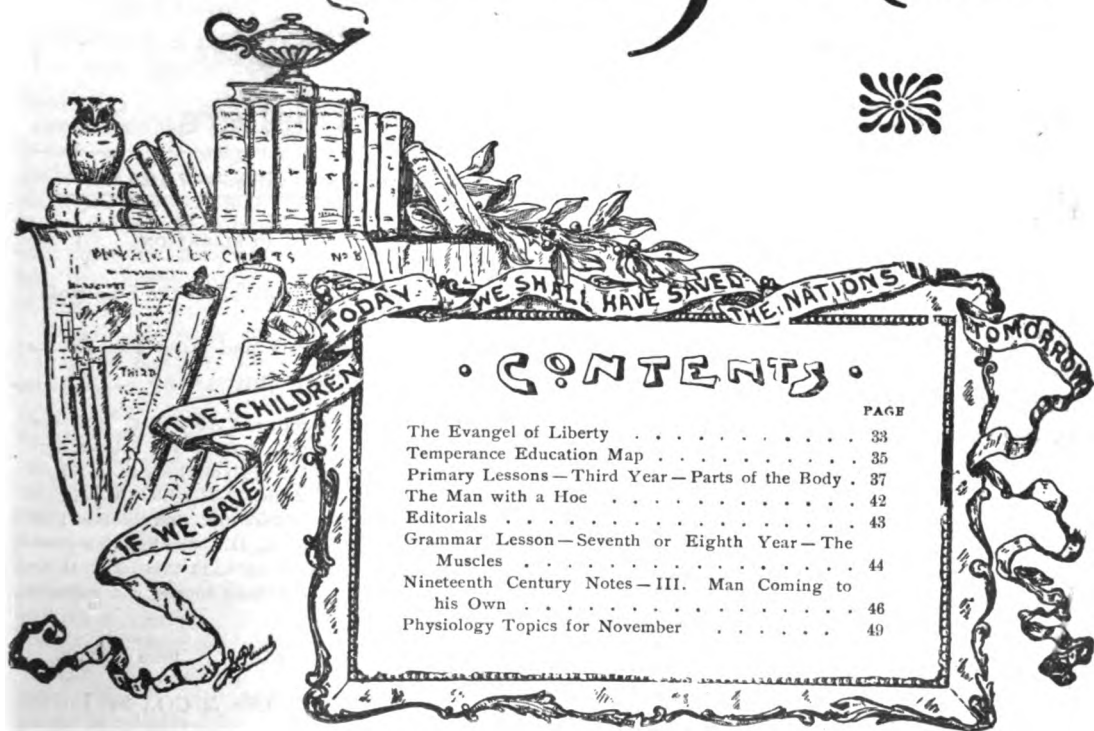 PHYSIOLOGY CHARTS No 8
THIRD
IF WE SAVE THE CHILDREN TODAY WE SHALL HAVE SAVED THE NATIONS TOMORROW
CONTENTS
PAGE
The Evangel of Liberty . . . . . . . . . . . . 33
Temperance Education Map . . . . . . . . . . 35
Primary Lessons — Third Year — Parts of the Body . 37
The Man with a Hoe . . . . . . . . . . . . . 42
Editorials . . . . . . . . . . . . . . . . . . 43
Grammar Lesson — Seventh or Eighth Year — The
Muscles . . . . . . . . . . . . . . . . . 44
Nineteenth Century Notes — III. Man Coming to
his Own . . . . . . . . . . . . . . . . . 46
Physiology Topics for November . . . . . . 49